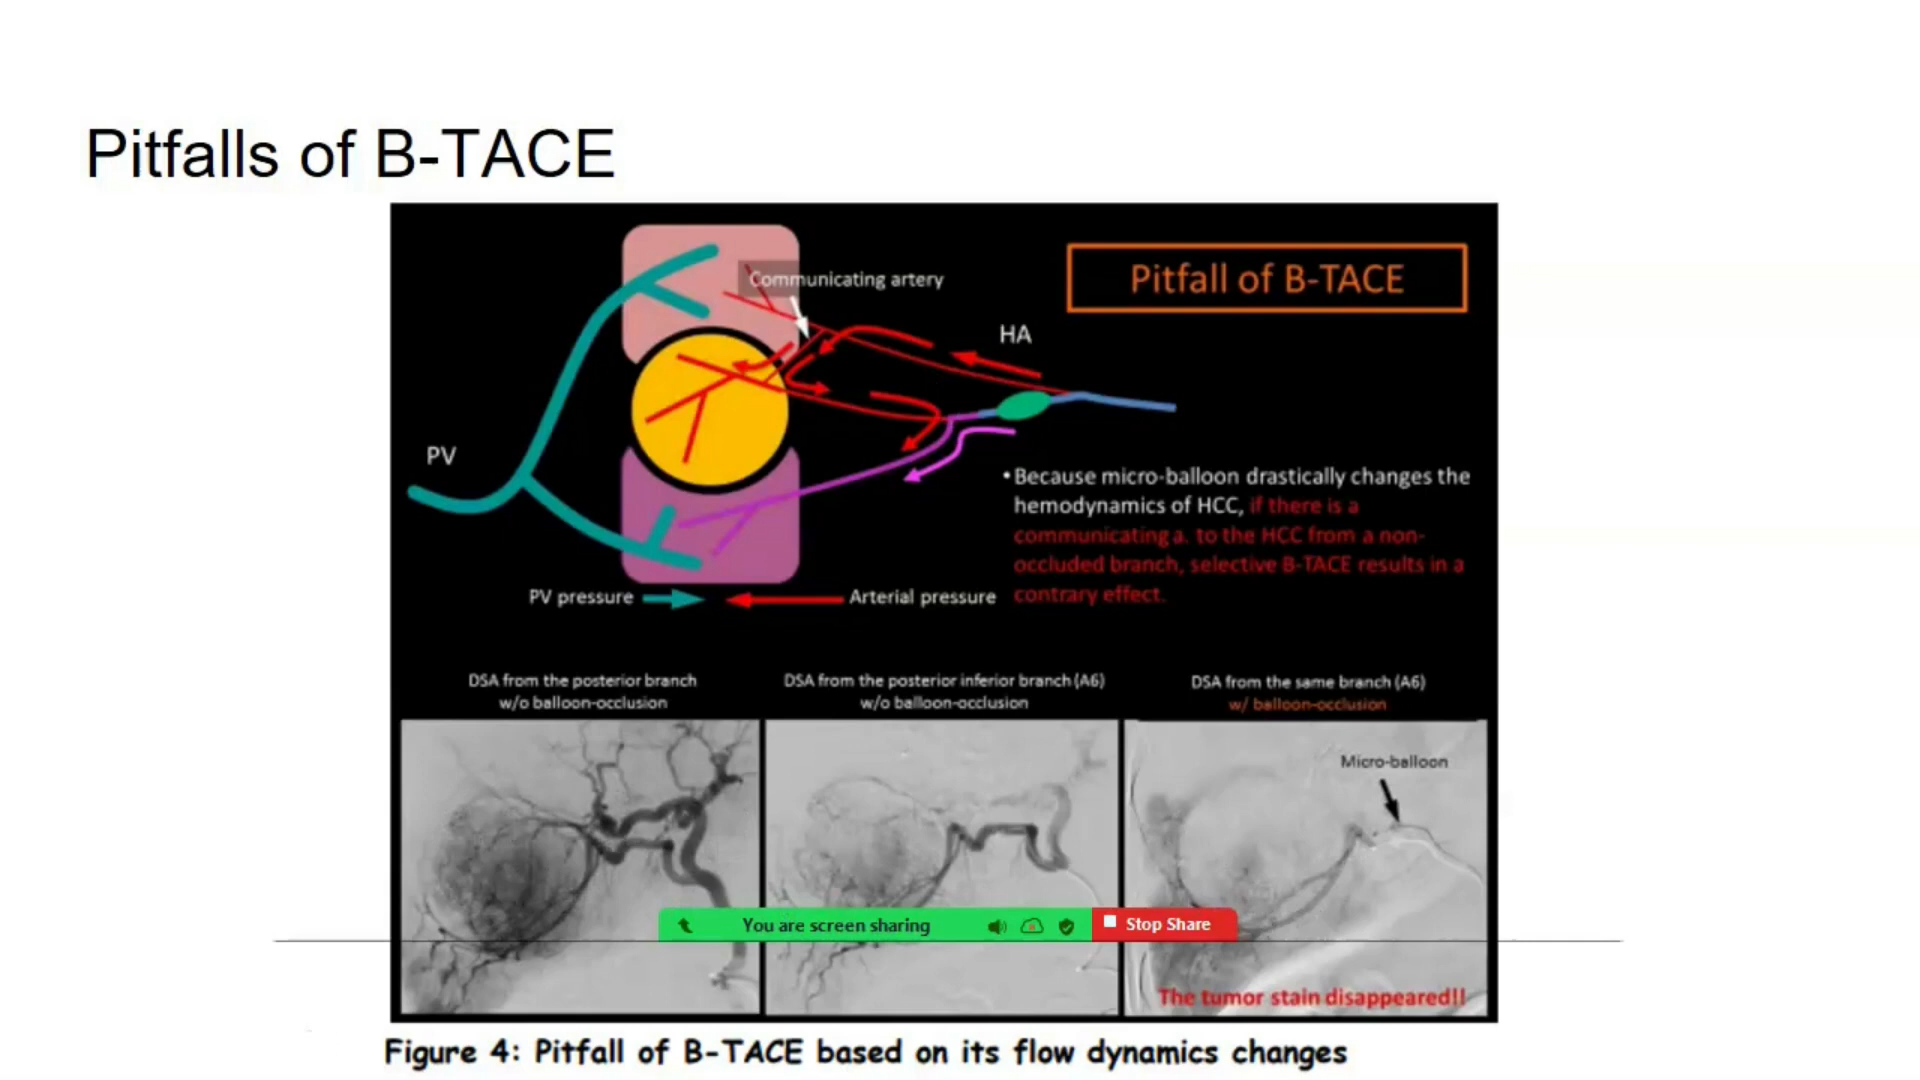 Pitfalls of B-TACE
Communicating artery
Pitfall of B-TACE
HA
PV
•Because micro-balloon drastically changes the
hemodynamics of HCC, if there is a
communicating a. to the HCC from a non-
occluded branch, selective B-TACE results in a
contrary effect.
PV pressure
Arterial pressure
DSA from the posterior branch
w/o balloon-occlusion
DSA from the posterior inferior branch (A6)
w/o balloon-occlusion
DSA from the same branch (A6)
w/ balloon-occlusion
Micro-balloon
You are screen sharing
Stop Share
The tumor stain disappeared!!
Figure 4: Pitfall of B-TACE based on its flow dynamics changes